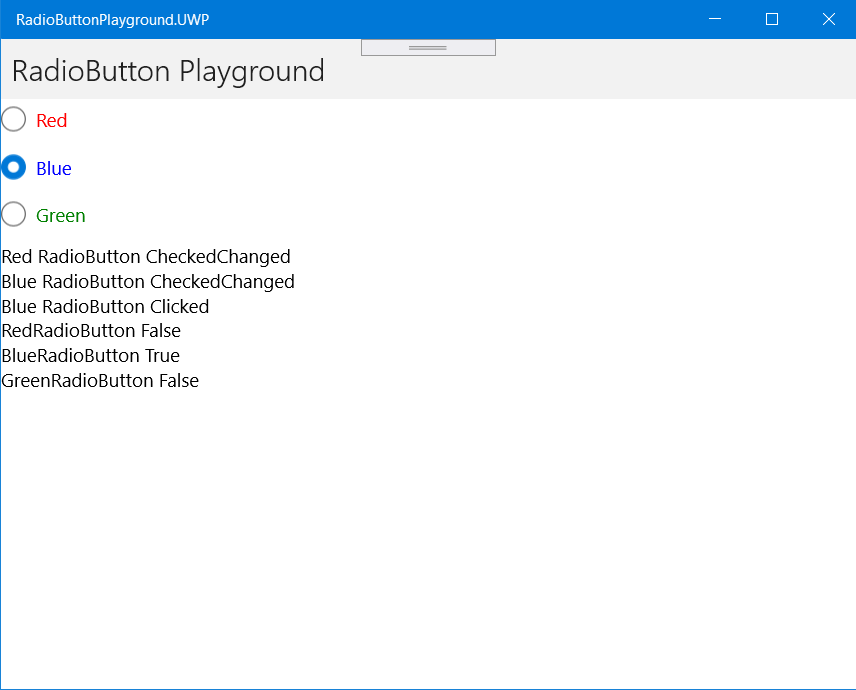 RadioButtonPlayground.UWP
RadioButton Playground
Red
Blue
Green
Red RadioButton CheckedChanged
Blue RadioButton CheckedChanged
Blue RadioButton Clicked
RedRadioButton False
BlueRadioButton True
GreenRadioButton False